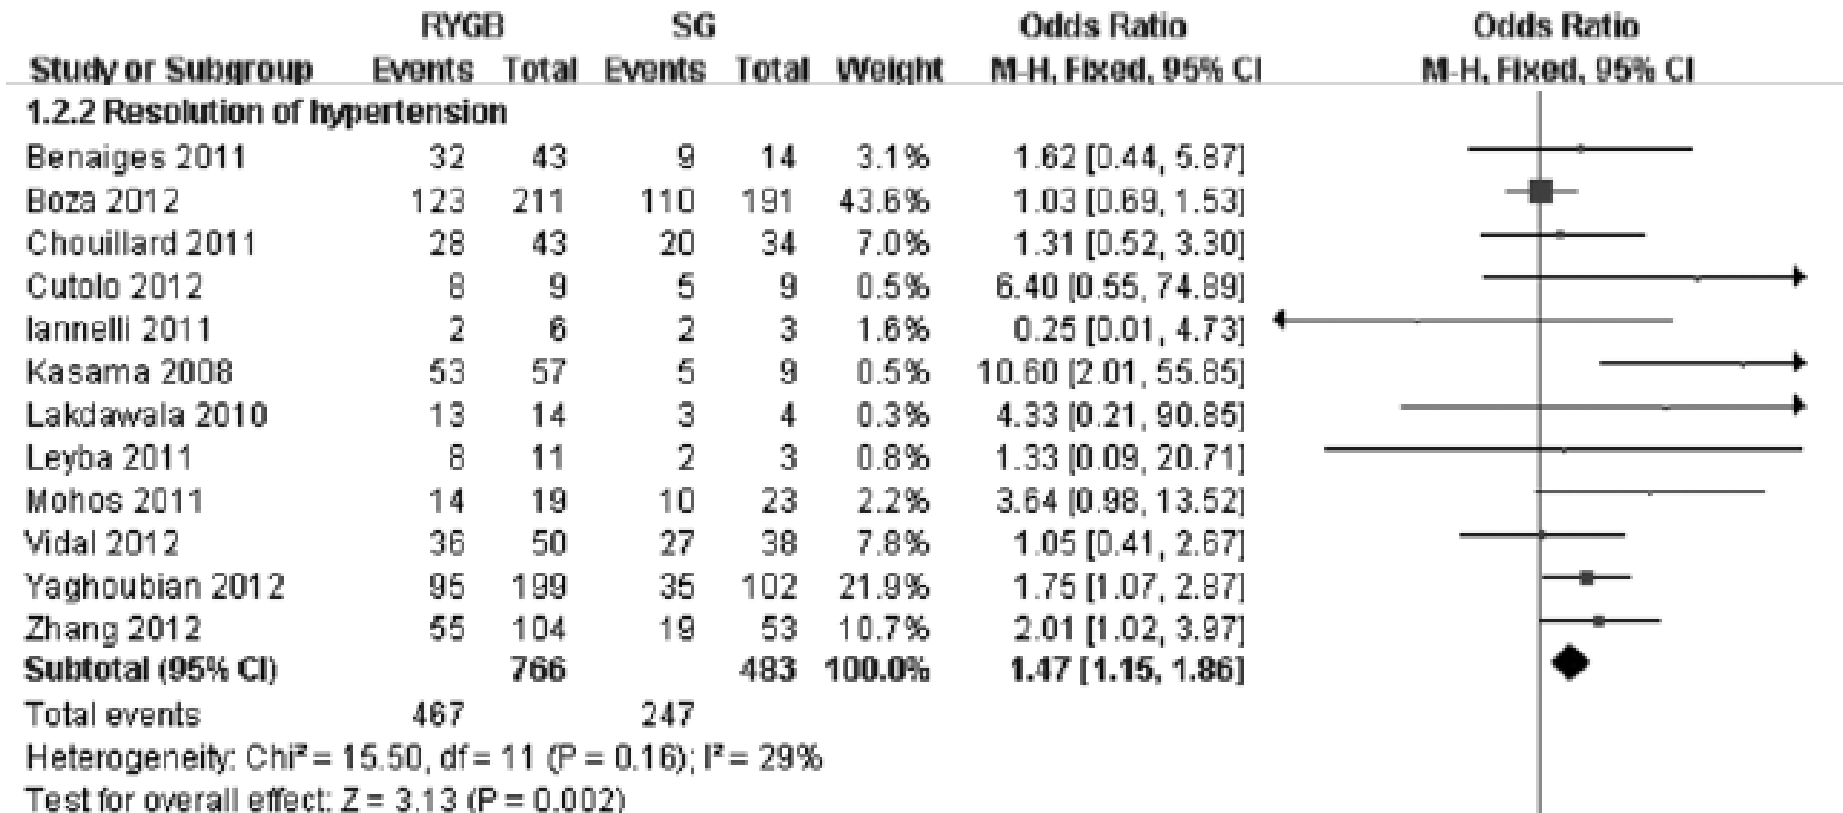 RYGB SG Odds Ratio Odds Ratio
Study or Subgroup Events Total Events Total Weight M-H, Fixed, 95% CI M-H, Fixed, 95% CI
1.2.2 Resolution of hypertension
Benaiges 2011 32 43 9 14 3.1% 1.62 [0.44, 5.87]
Boza 2012 123 211 110 191 43.6% 1.03 [0.69, 1.53]
Chouillard 2011 28 43 20 34 7.0% 1.31 [0.52, 3.30]
Cutolo 2012 8 9 5 9 0.5% 6.40 [0.55, 74.89]
Iannelli 2011 2 6 2 3 1.6% 0.25 [0.01, 4.73]
Kasama 2008 53 57 5 9 0.5% 10.60 [2.01, 55.85]
Lakdawala 2010 13 14 3 4 0.3% 4.33 [0.21, 90.85]
Leyba 2011 8 11 2 3 0.8% 1.33 [0.09, 20.71]
Mohos 2011 14 19 10 23 2.2% 3.64 [0.98, 13.52]
Vidal 2012 36 50 27 38 7.8% 1.05 [0.41, 2.67]
Yaghoubian 2012 95 199 35 102 21.9% 1.75 [1.07, 2.87]
Zhang 2012 55 104 19 53 10.7% 2.01 [1.02, 3.97]
Subtotal (95% CI) 766 483 100.0% 1.47 [1.15, 1.86]
Total events 467 247
Heterogeneity: Chi² = 15.50, df = 11 (P = 0.16); I² = 29%
Test for overall effect: Z = 3.13 (P = 0.002)